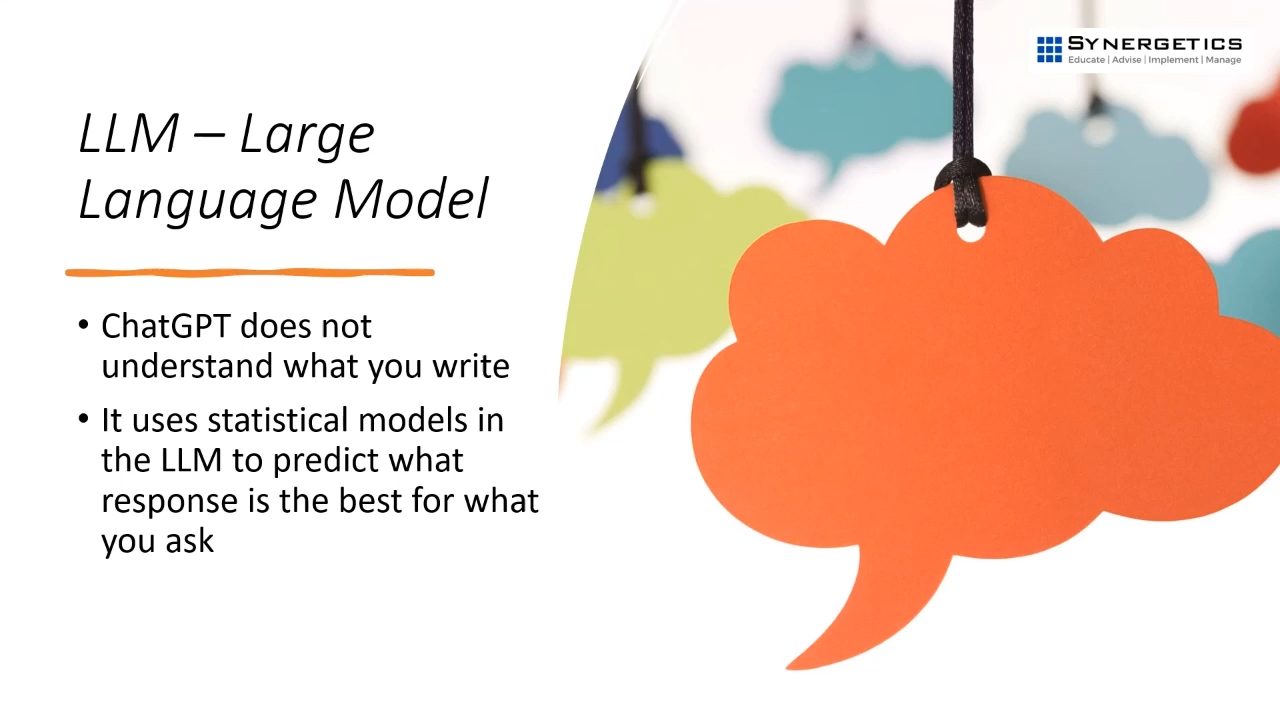 SYNERGETICS
Educate | Advise | Implement | Manage
LLM – Large
Language Model
• ChatGPT does not
understand what you write
• It uses statistical models in
the LLM to predict what
response is the best for what
you ask